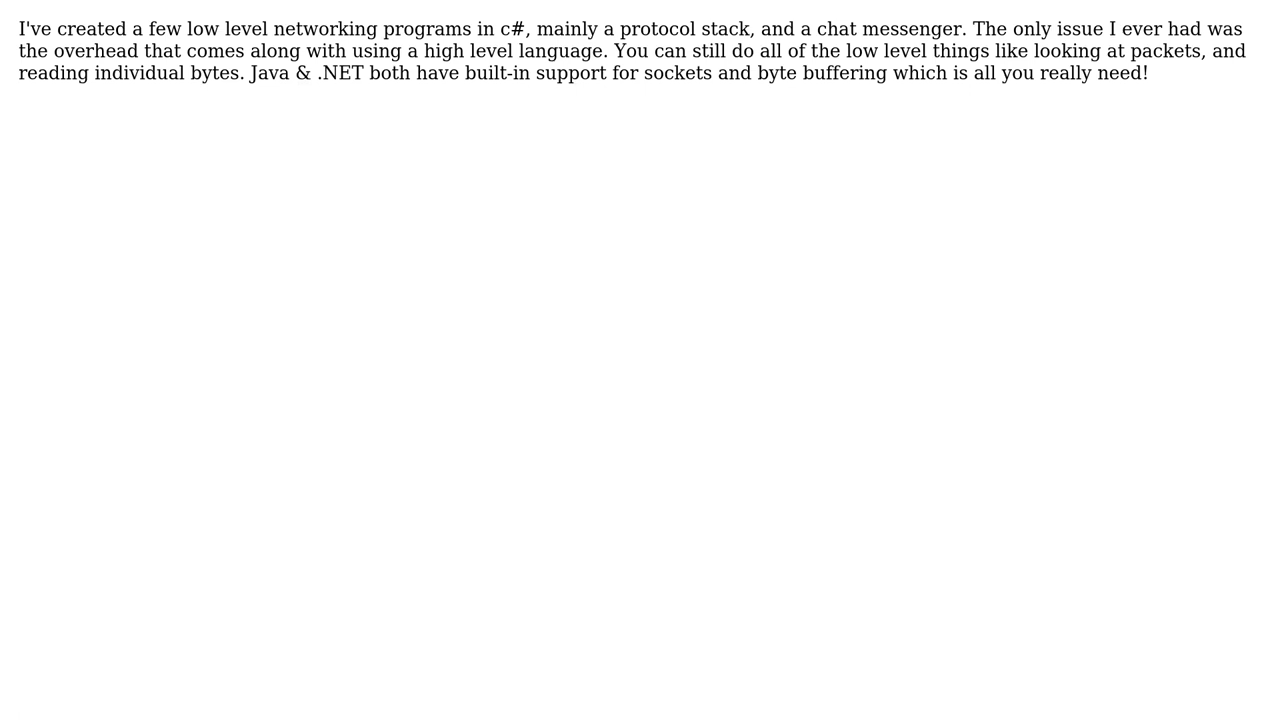 I've created a few low level networking programs in c#, mainly a protocol stack, and a chat messenger. The only issue I ever had was
the overhead that comes along with using a high level language. You can still do all of the low level things like looking at packets, and
reading individual bytes. Java & .NET both have built-in support for sockets and byte buffering which is all you really need!